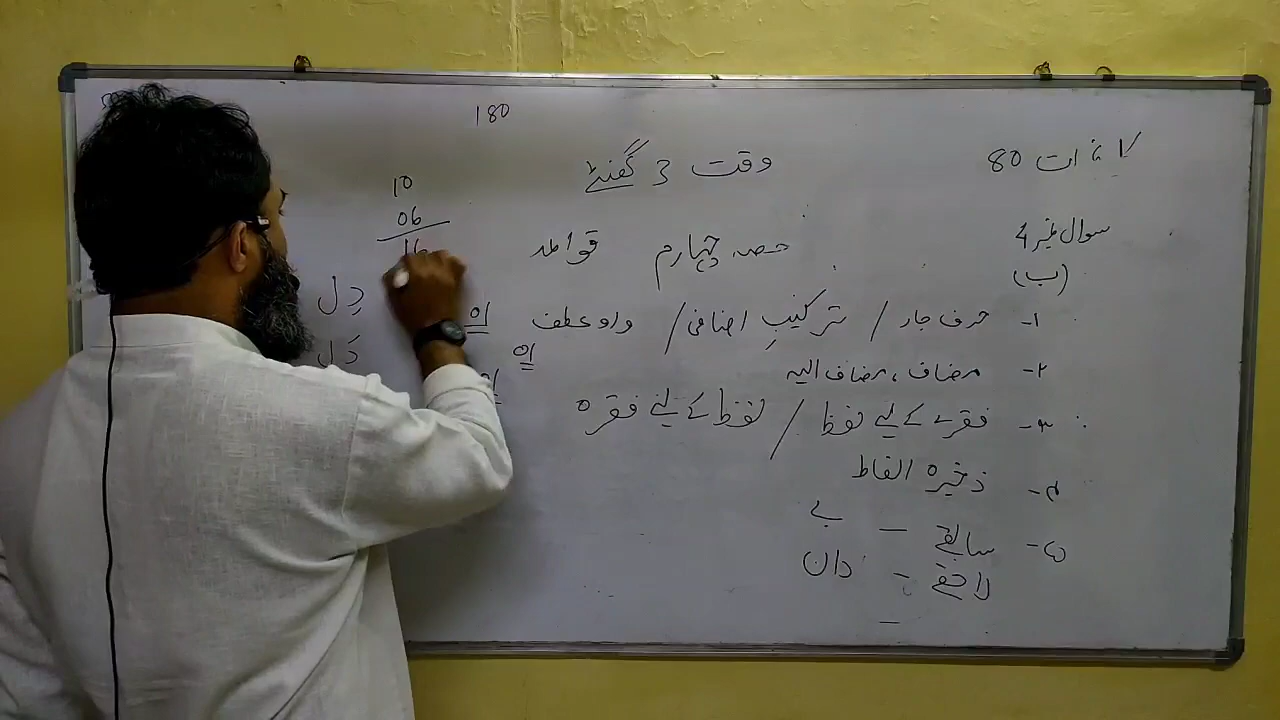 180
کل نمبرات 80
وقت 3 گھنٹے
10
06
16
سوال نمبر 4
حصہ چہارم قواعد
(ب)
۱- حرف جار / ترکیبِ اضافی / واو عطف
دِل
۲- مضاف، مضاف الیہ
دَل
۳- فقرے کے لیے لفظ / لفظ کے لیے فقرہ
۴- ذخیرہ الفاظ
۵- سابقے – بے
لاحقے – دان